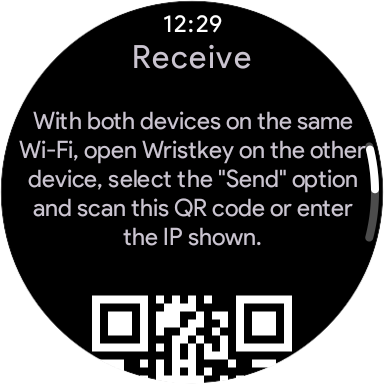 12:29
Receive
With both devices on the same
Wi-Fi, open Wristkey on the other
device, select the "Send" option
and scan this QR code or enter
the IP shown.